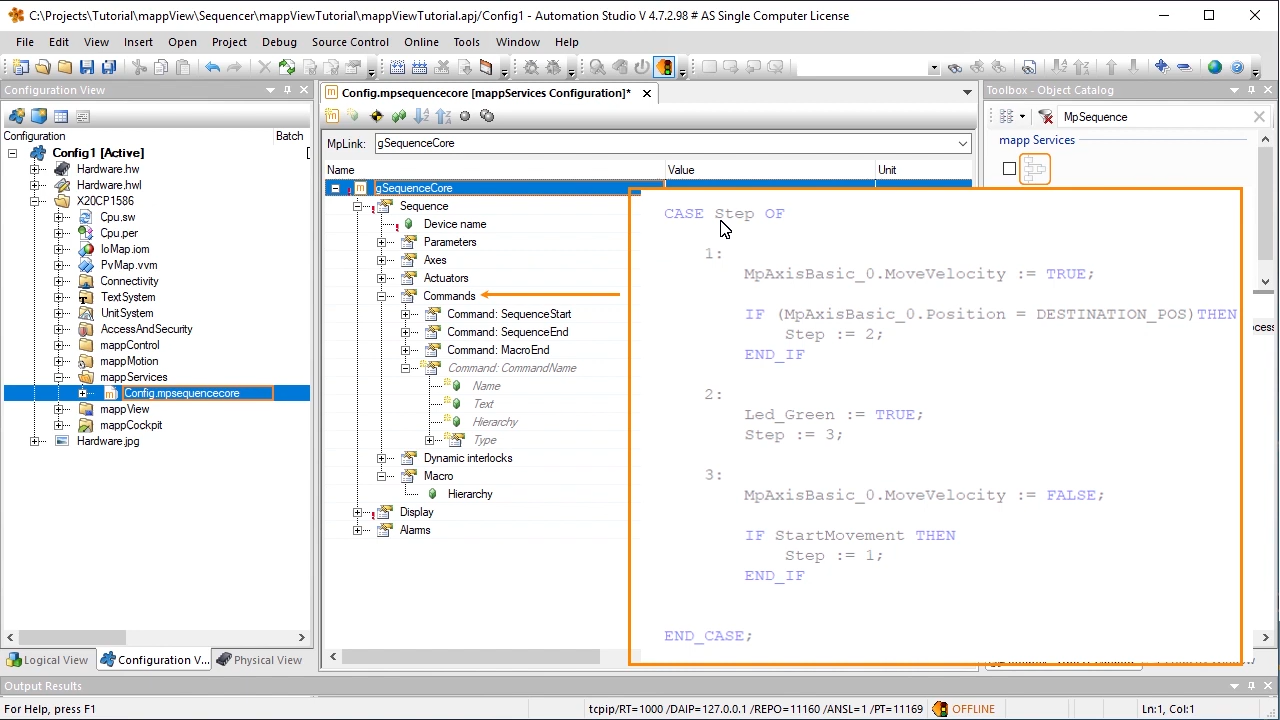 C:\Projects\Tutorial\mappView\Sequencer\mappViewTutorial\mappViewTutorial.apj/Config1 - Automation Studio V 4.7.2.98 # AS Single Computer License
File Edit View Insert Open Project Debug Source Control Online Tools Window Help
Configuration View
Configuration Batch
Config1 [Active]
Hardware.hw
Hardware.hwl
X20CP1586
Cpu.sw
Cpu.per
IoMap.iom
PvMap.vvm
Connectivity
TextSystem
UnitSystem
AccessAndSecurity
mappControl
mappMotion
mappServices
Config.mpsequencecore
mappView
mappCockpit
Hardware.jpg
Logical View Configuration V... Physical View
Config.mpsequencecore [mappServices Configuration]*
MpLink: gSequenceCore
Name Value Unit
gSequenceCore
Sequence
Device name
Parameters
Axes
Actuators
Commands
Command: SequenceStart
Command: SequenceEnd
Command: MacroEnd
Command: CommandName
Name
Text
Hierarchy
Type
Dynamic interlocks
Macro
Hierarchy
Display
Alarms
CASE Step OF
1:
MpAxisBasic_0.MoveVelocity := TRUE;
IF (MpAxisBasic_0.Position = DESTINATION_POS)THEN
Step := 2;
END_IF
2:
Led_Green := TRUE;
Step := 3;
3:
MpAxisBasic_0.MoveVelocity := FALSE;
IF StartMovement THEN
Step := 1;
END_IF
END_CASE;
Toolbox - Object Catalog
MpSequence
mapp Services
Output Results
For Help, press F1
tcpip/RT=1000 /DAIP=127.0.0.1 /REPO=11160 /ANSL=1 /PT=11169 OFFLINE Ln:1, Col:1